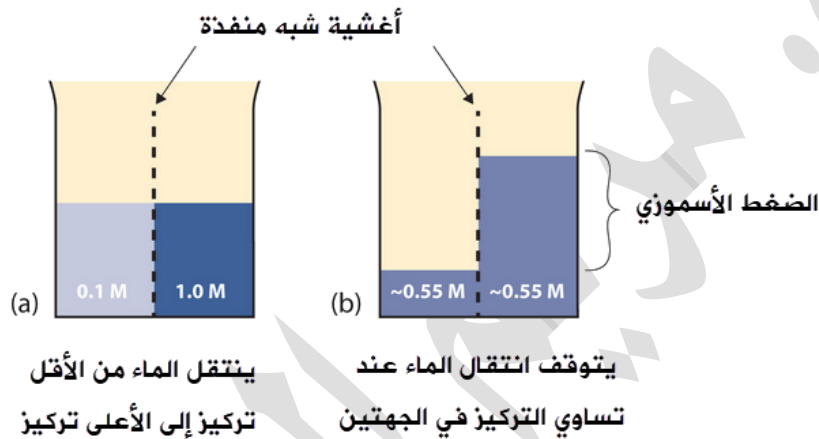 أغشية شبه منفذة
الضغط الأسموزي
0.1 M
1.0 M
~0.55 M
~0.55 M
(a)
(b)
ينتقل الماء من الأقل
تركيز إلى الأعلى تركيز
يتوقف انتقال الماء عند
تساوي التركيز في الجهتين